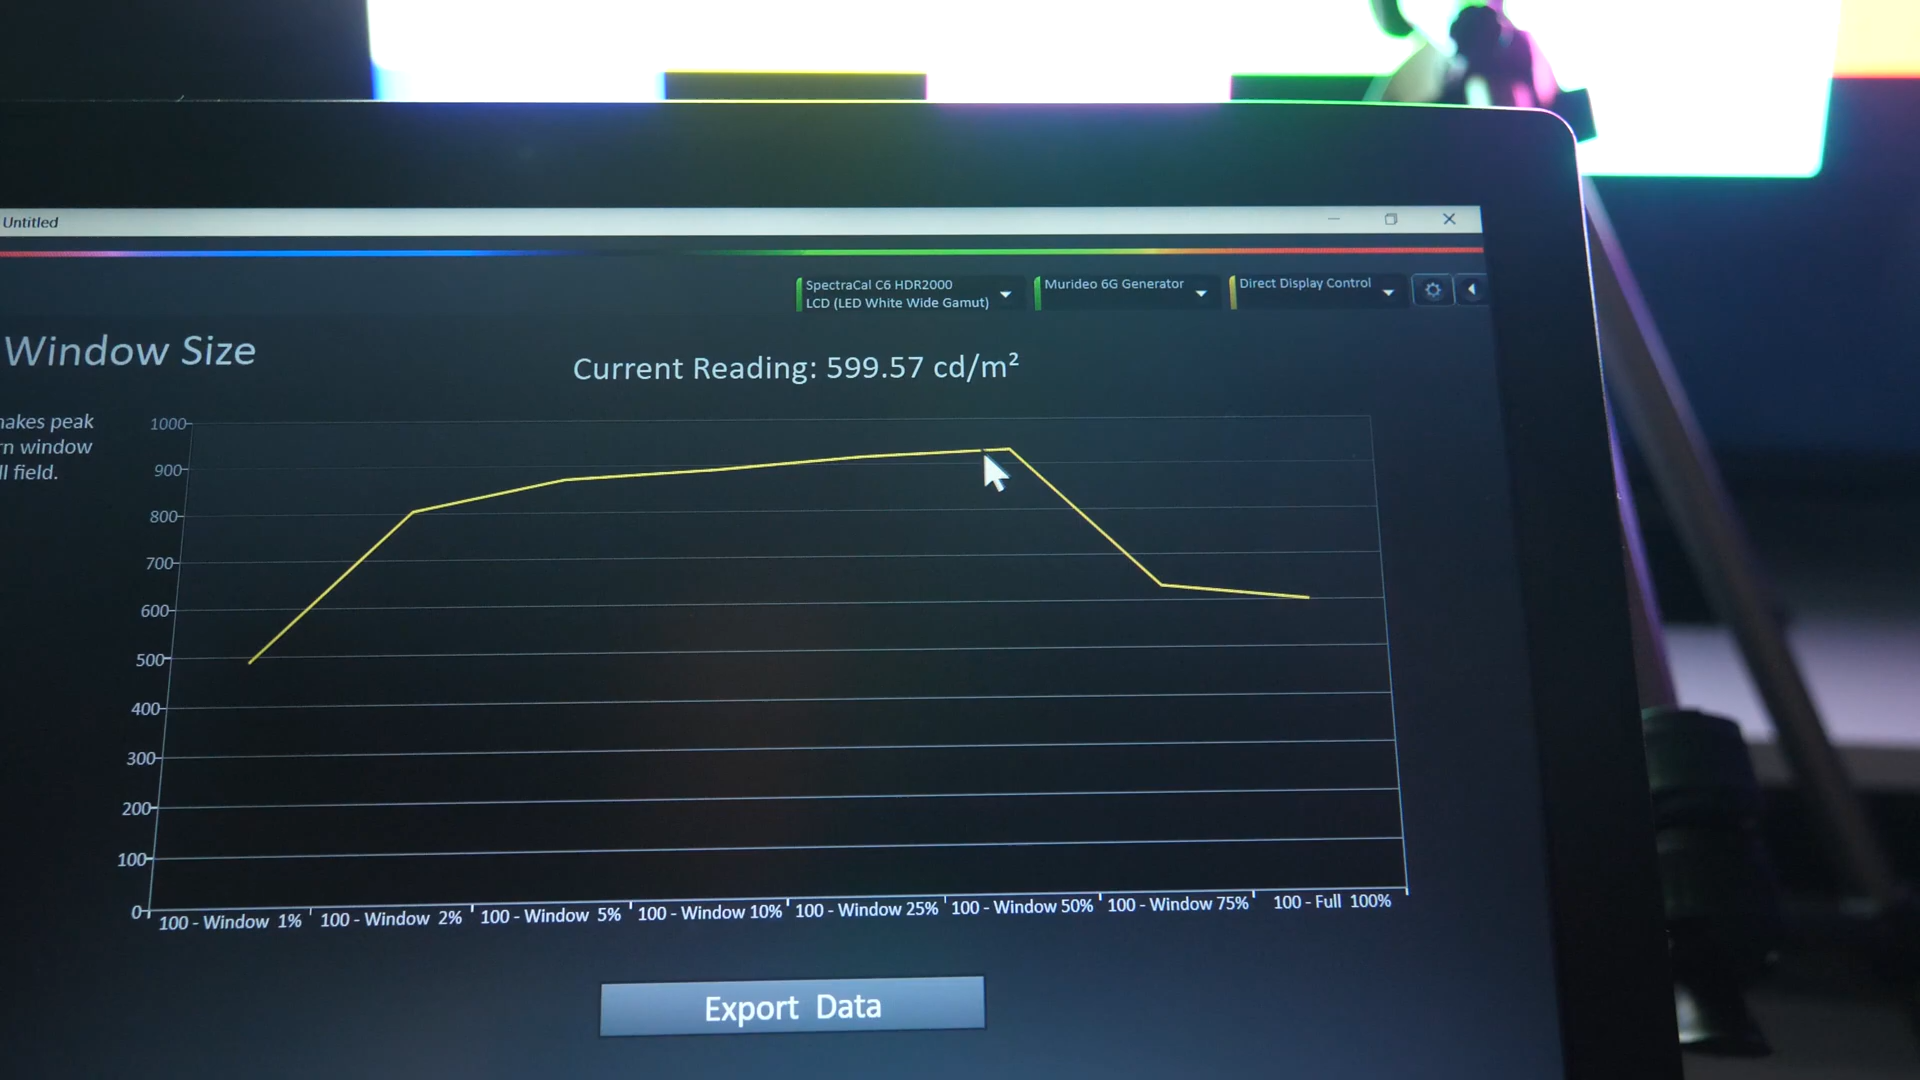 Untitled
SpectraCal C6 HDR2000
LCD (LED White Wide Gamut)
Murideo 6G Generator
Direct Display Control
Window Size
Current Reading: 599.57 cd/m²
akes peak
rn window
ll field.
1000
900
800
700
600
500
400
300
200
100
0
100 - Window 1%
100 - Window 2%
100 - Window 5%
100 - Window 10%
100 - Window 25%
100 - Window 50%
100 - Window 75%
100 - Full 100%
Export Data